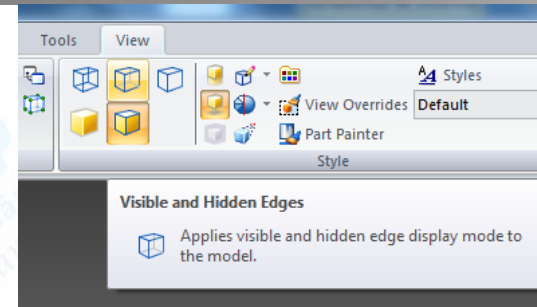 Tools View
Styles
View Overrides Default
Part Painter
Style
Visible and Hidden Edges
Applies visible and hidden edge display mode to
the model.